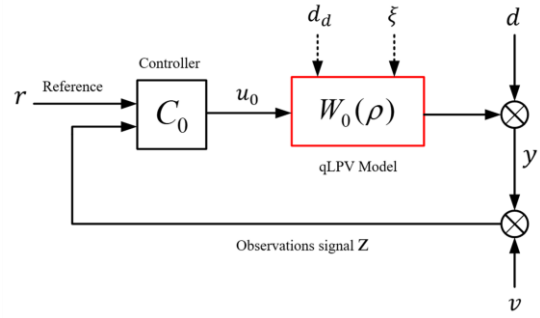 d_d
ξ
d
Controller
Reference
r
C_0
u_0
W_0(ρ)
y
qLPV Model
Observations signal Z
v